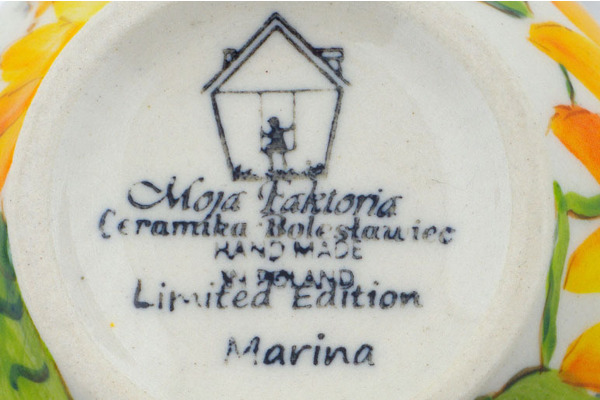 Moja Faktoria
Ceramika Bolesławiec
HAND MADE
IN POLAND
Limited Edition
Marina